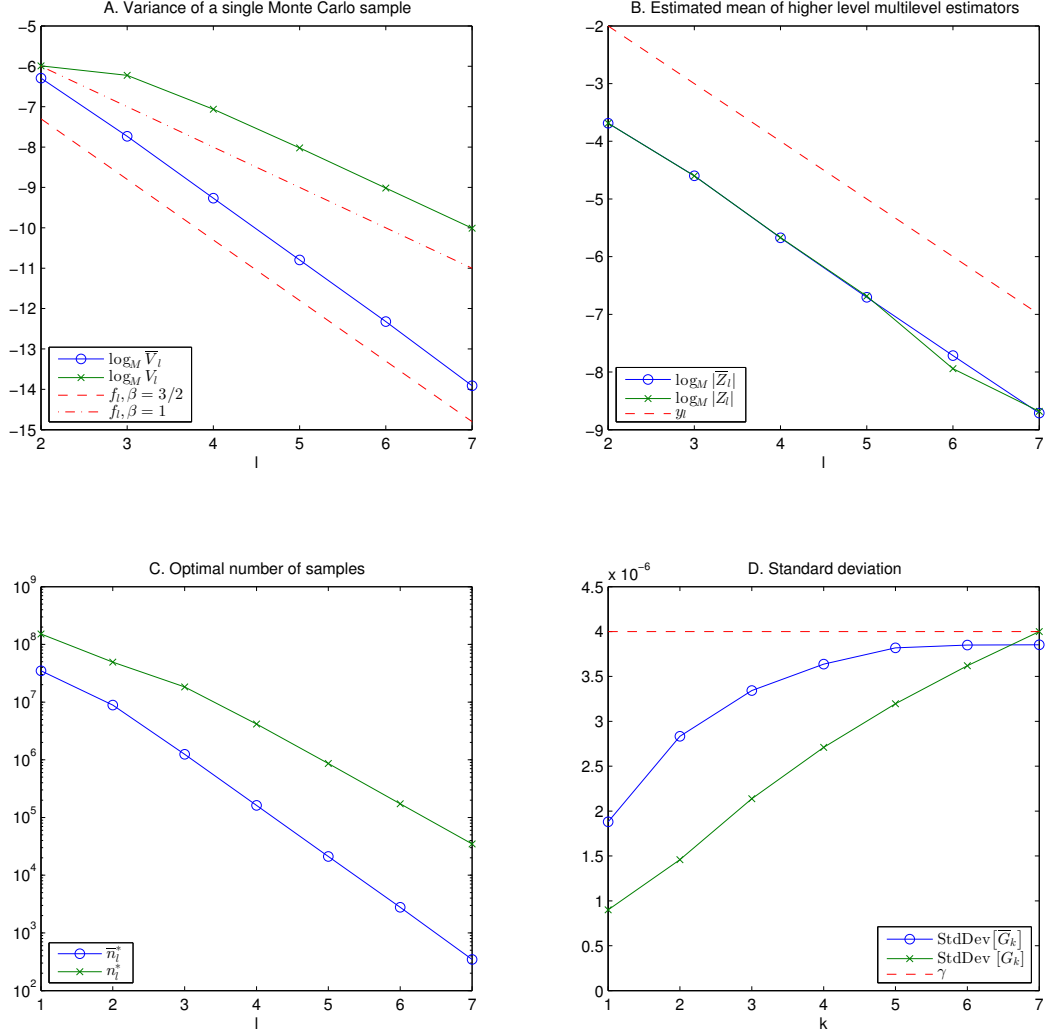 A. Variance of a single Monte Carlo sample
−5
−6
−7
−8
−9
−10
−11
−12
−13
−14
−15
2 3 4 5 6 7
l
log_M V̅_l
log_M V_l
f_l, β = 3/2
f_l, β = 1
B. Estimated mean of higher level multilevel estimators
−2
−3
−4
−5
−6
−7
−8
−9
2 3 4 5 6 7
l
log_M |Z̅_l|
log_M |Z_l|
y_l
C. Optimal number of samples
10^9
10^8
10^7
10^6
10^5
10^4
10^3
10^2
1 2 3 4 5 6 7
l
n̅_l^*
n_l^*
D. Standard deviation
x 10^−6
4.5
4
3.5
3
2.5
2
1.5
1
0.5
0
1 2 3 4 5 6 7
k
StdDev [G̅_k]
StdDev [G_k]
γ